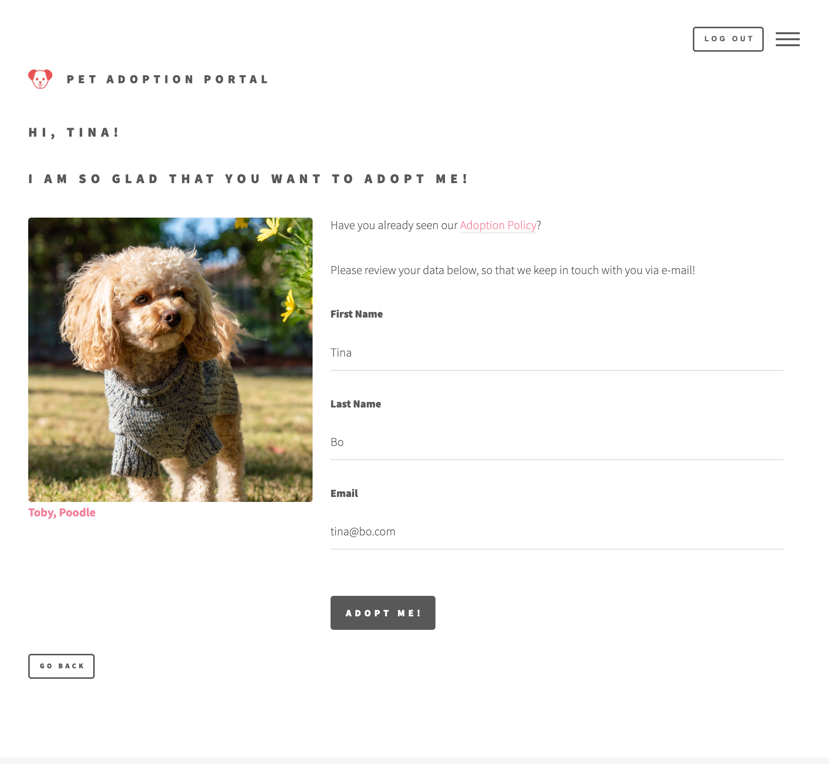 LOG OUT
PET ADOPTION PORTAL
HI, TINA!
I AM SO GLAD THAT YOU WANT TO ADOPT ME!
Have you already seen our Adoption Policy?
Please review your data below, so that we keep in touch with you via e-mail!
First Name
Tina
Last Name
Bo
Email
tina@bo.com
Toby, Poodle
ADOPT ME!
GO BACK